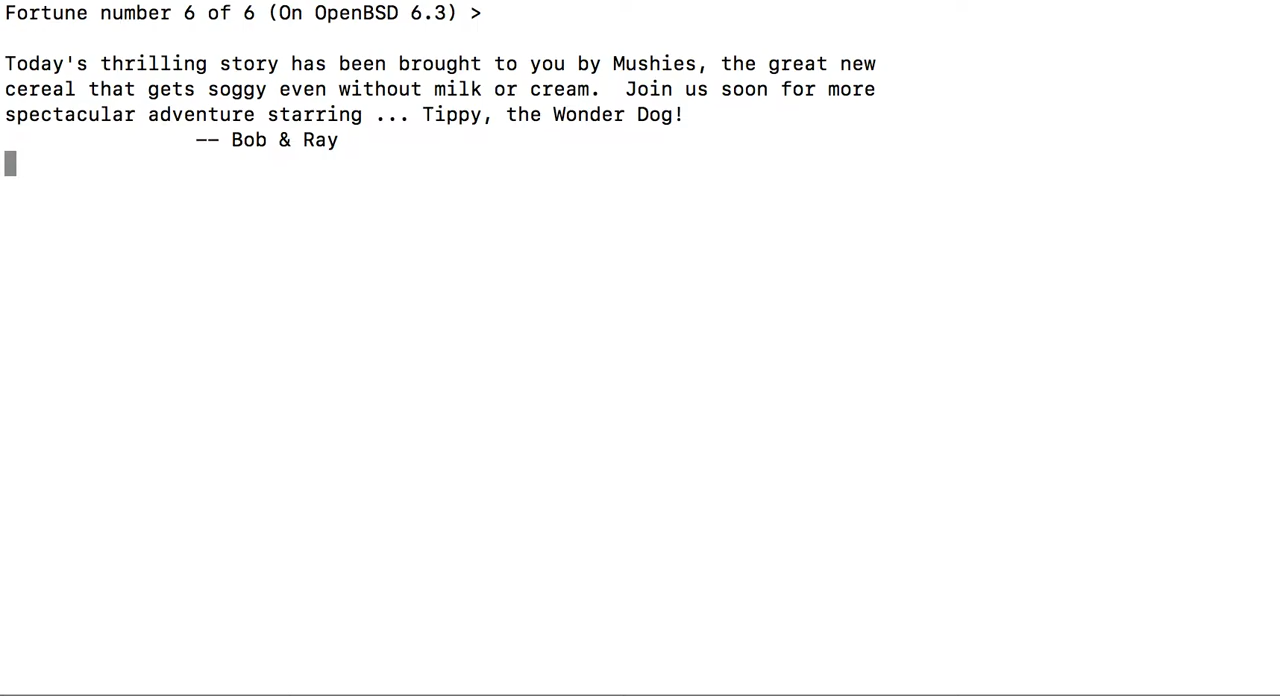 Fortune number 6 of 6 (On OpenBSD 6.3) >
Today's thrilling story has been brought to you by Mushies, the great new
cereal that gets soggy even without milk or cream.  Join us soon for more
spectacular adventure starring ... Tippy, the Wonder Dog!
-- Bob & Ray